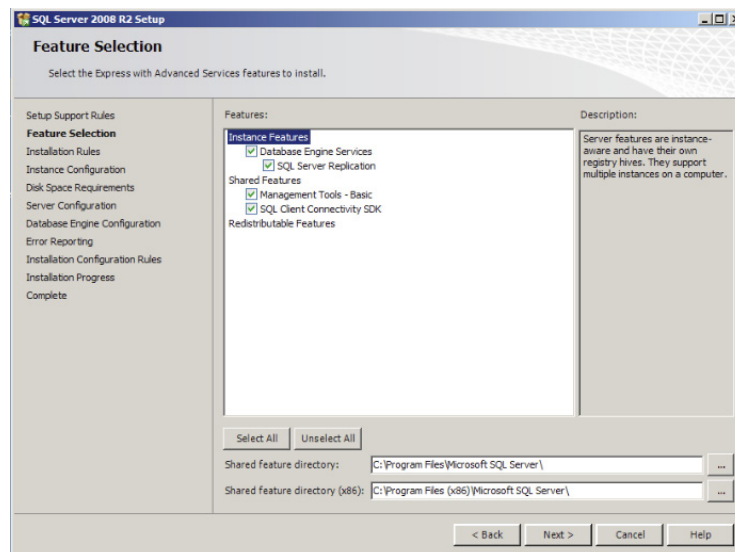 SQL Server 2008 R2 Setup
Feature Selection
Select the Express with Advanced Services features to install.
Setup Support Rules
Feature Selection
Installation Rules
Instance Configuration
Disk Space Requirements
Server Configuration
Database Engine Configuration
Error Reporting
Installation Configuration Rules
Installation Progress
Complete
Features:
Instance Features
Database Engine Services
SQL Server Replication
Shared Features
Management Tools - Basic
SQL Client Connectivity SDK
Redistributable Features
Description:
Server features are instance-
aware and have their own
registry hives. They support
multiple instances on a computer.
Select All
Unselect All
Shared feature directory:
C:\Program Files\Microsoft SQL Server\
...
Shared feature directory (x86):
C:\Program Files (x86)\Microsoft SQL Server\
...
< Back
Next >
Cancel
Help